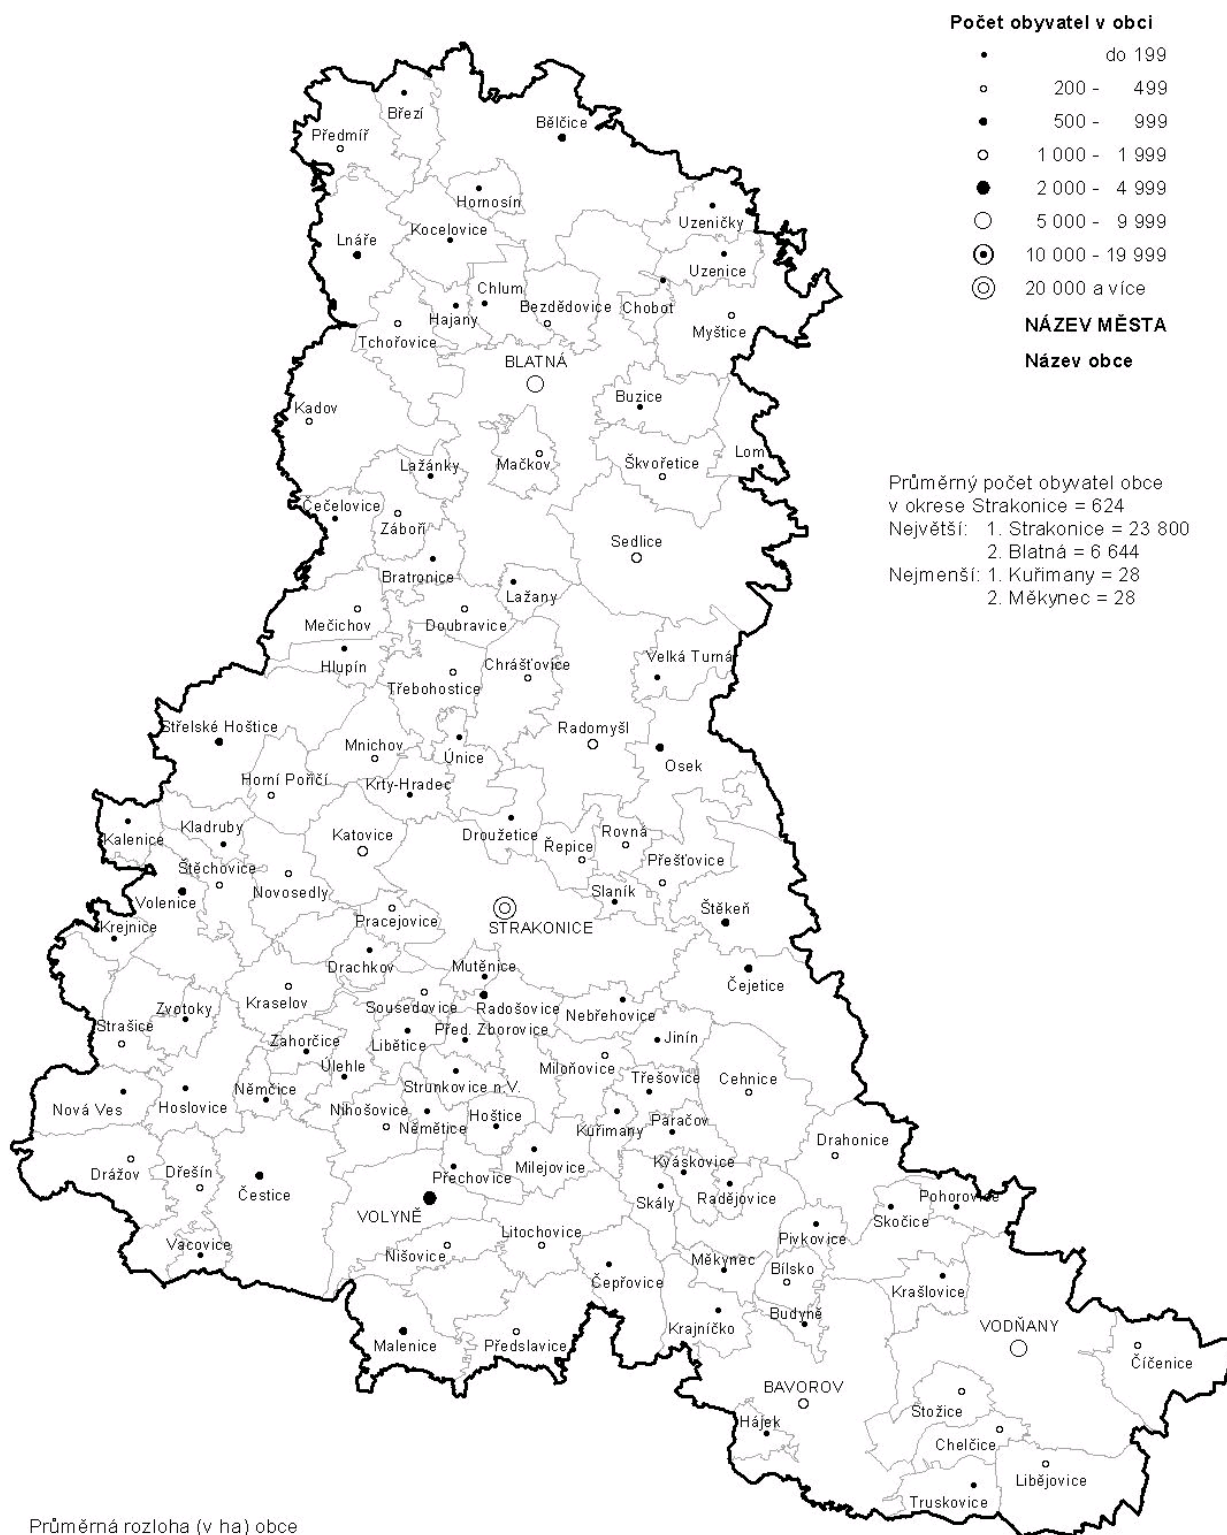 Počet obyvatel v obci
do 199
200 - 499
500 - 999
1 000 - 1 999
2 000 - 4 999
5 000 - 9 999
10 000 - 19 999
20 000 a více
NÁZEV MĚSTA
Název obce
Průměrný počet obyvatel obce
v okrese Strakonice = 624
Největší: 1. Strakonice = 23 800
2. Blatná = 6 644
Nejmenší: 1. Kuřimany = 28
2. Měkynec = 28
Březí
Předmíř
Bělčice
Hornosín
Uzeničky
Kocelovice
Lnáře
Uzenice
Chlum
Hajany
Bezdědovice
Chobot
Myštice
Tchořovice
BLATNÁ
Buzice
Kadov
Lom
Lažánky
Mačkov
Škvořetice
Čečelovice
Záboří
Sedlice
Bratronice
Lažany
Mečichov
Doubravice
Hlupín
Chrášťovice
Velká Turná
Třebohostice
Střelské Hoštice
Radomyšl
Mnichov
Únice
Osek
Horní Poříčí
Krty-Hradec
Kalenice
Kladruby
Katovice
Droužetice
Rovná
Řepice
Přešťovice
Štěchovice
Novosedly
Volenice
Slaník
Štěkeň
Pracejovice
STRAKONICE
Krejnice
Drachkov
Mutěnice
Čejetice
Kraselov
Sousedovice
Radošovice
Nebřehovice
Zvotoky
Strašice
Zahorčice
Libětice
Před. Zborovice
Jinín
Úlehle
Miloňovice
Třešovice
Cehnice
Nová Ves
Hoslovice
Němčice
Strunkovice n.V.
Nihošovice
Němětice
Hoštice
Kuřimany
Paračov
Drahonice
Drážov
Dřešín
Čestice
Přechovice
Milejovice
Kváskovice
Skály
Radějovice
Pohorovice
Skočice
VOLYNĚ
Pivkovice
Vacovice
Nišovice
Litochovice
Čepřovice
Měkynec
Bílsko
Krašlovice
Budyně
Krajníčko
VODŇANY
Malenice
Předslavice
Číčenice
BAVOROV
Stožice
Hájek
Chelčice
Libějovice
Truskovice
Průměrná rozloha (v ha) obce